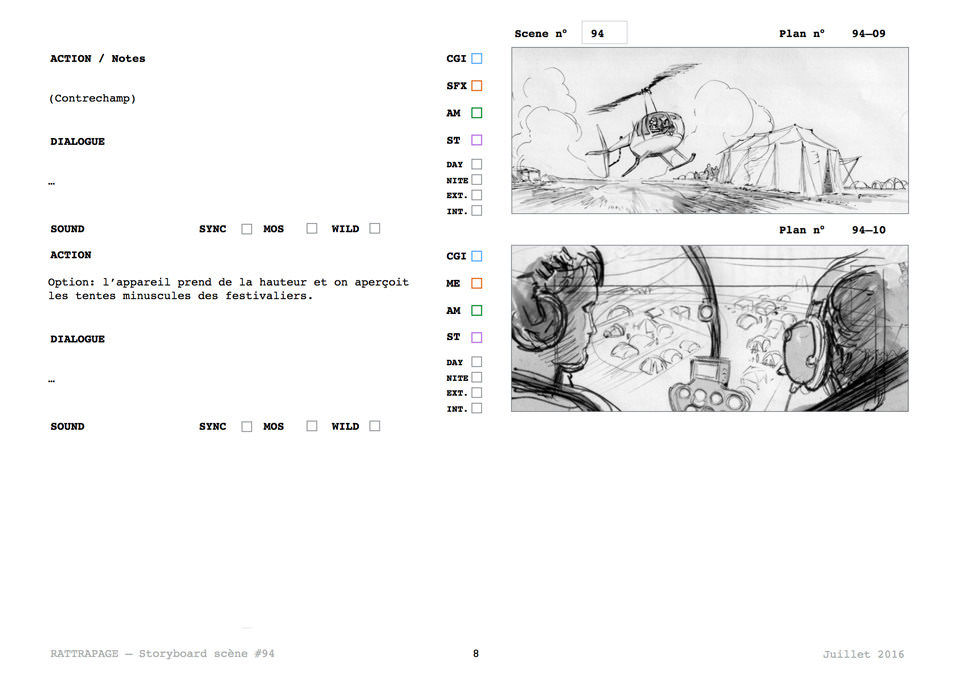 Scene nº 94 Plan nº 94—09
ACTION / Notes
CGI
(Contrechamp)
SFX
AM
DIALOGUE
ST
DAY
…
NITE
EXT.
INT.
SOUND SYNC MOS WILD
Plan nº 94—10
ACTION
CGI
Option: l’appareil prend de la hauteur et on aperçoit
les tentes minuscules des festivaliers.
ME
AM
DIALOGUE
ST
DAY
…
NITE
EXT.
INT.
SOUND SYNC MOS WILD
RATTRAPAGE — Storyboard scène #94 8 Juillet 2016